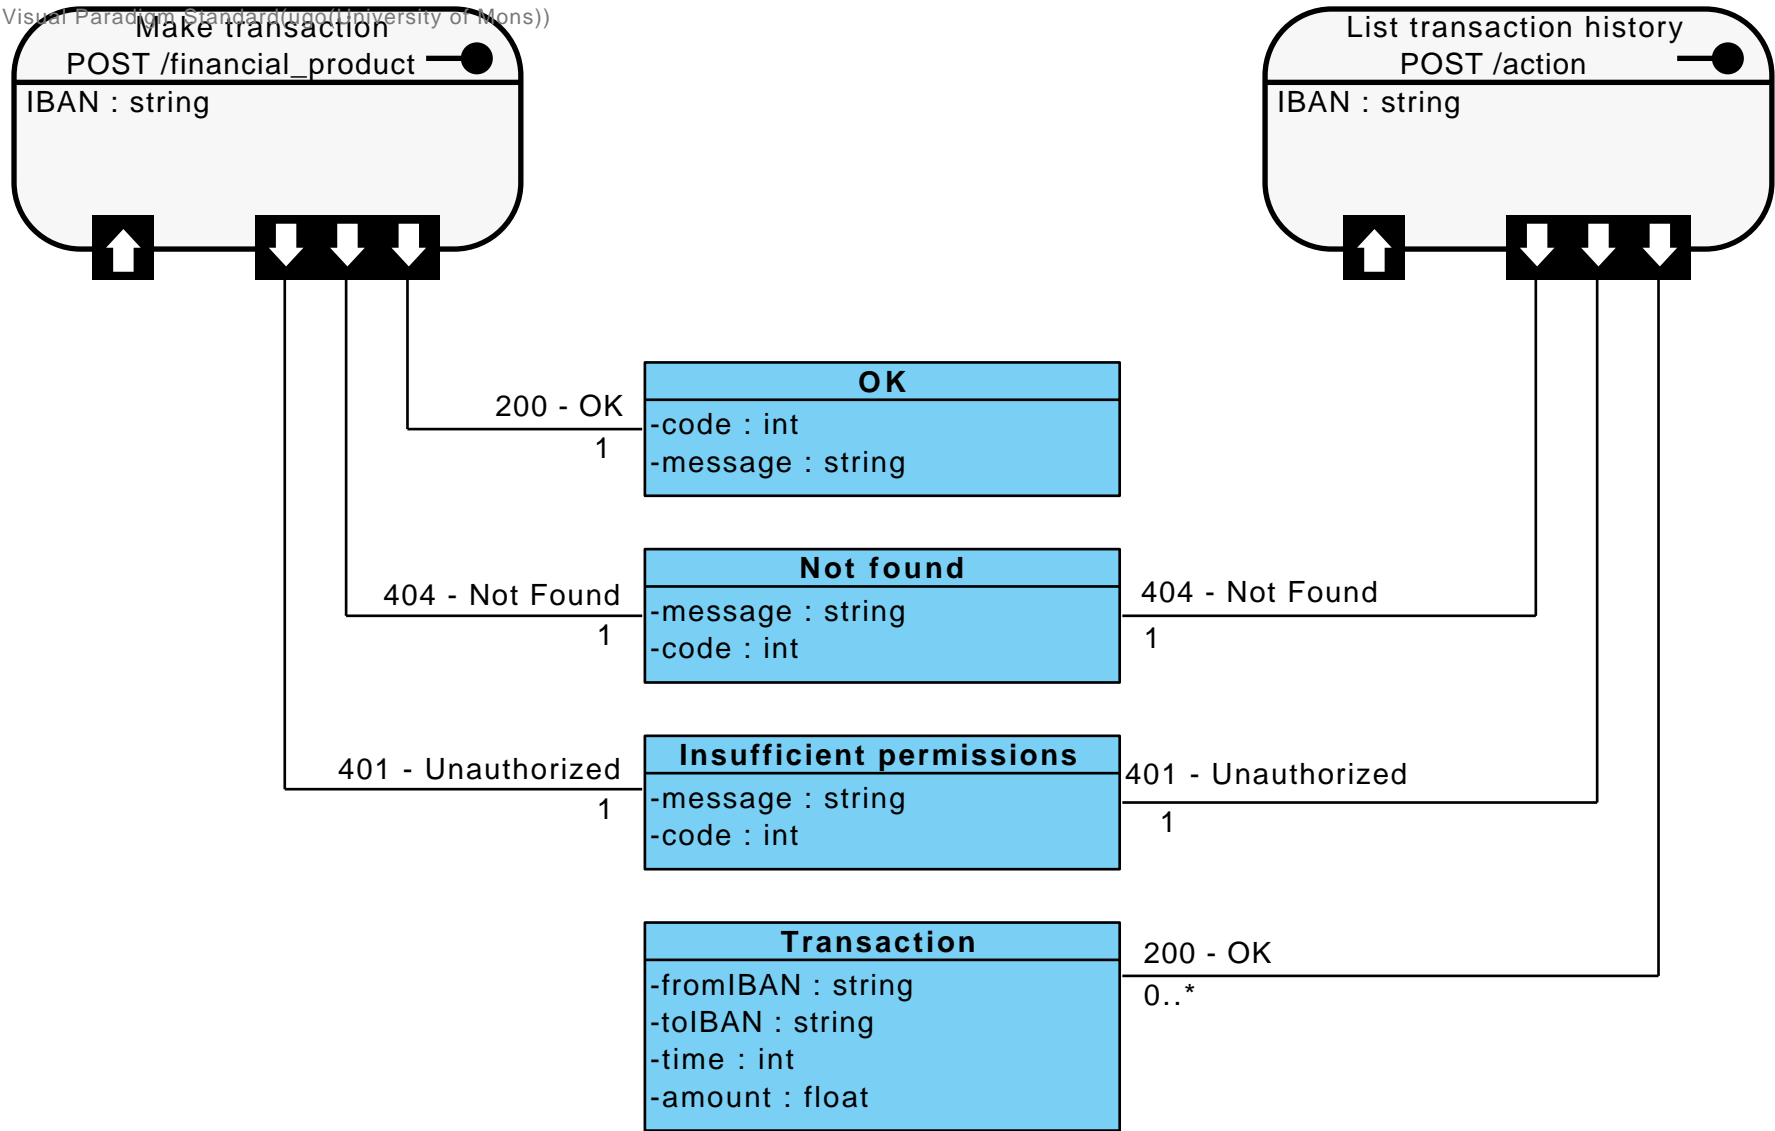 Visual Paradigm Standard(ugo(University of Mons))
Make transaction
POST /financial_product
IBAN : string
List transaction history
POST /action
IBAN : string
200 - OK
1
OK
-code : int
-message : string
404 - Not Found
1
Not found
-message : string
-code : int
404 - Not Found
1
401 - Unauthorized
1
Insufficient permissions
-message : string
-code : int
401 - Unauthorized
1
Transaction
-fromIBAN : string
-toIBAN : string
-time : int
-amount : float
200 - OK
0..*